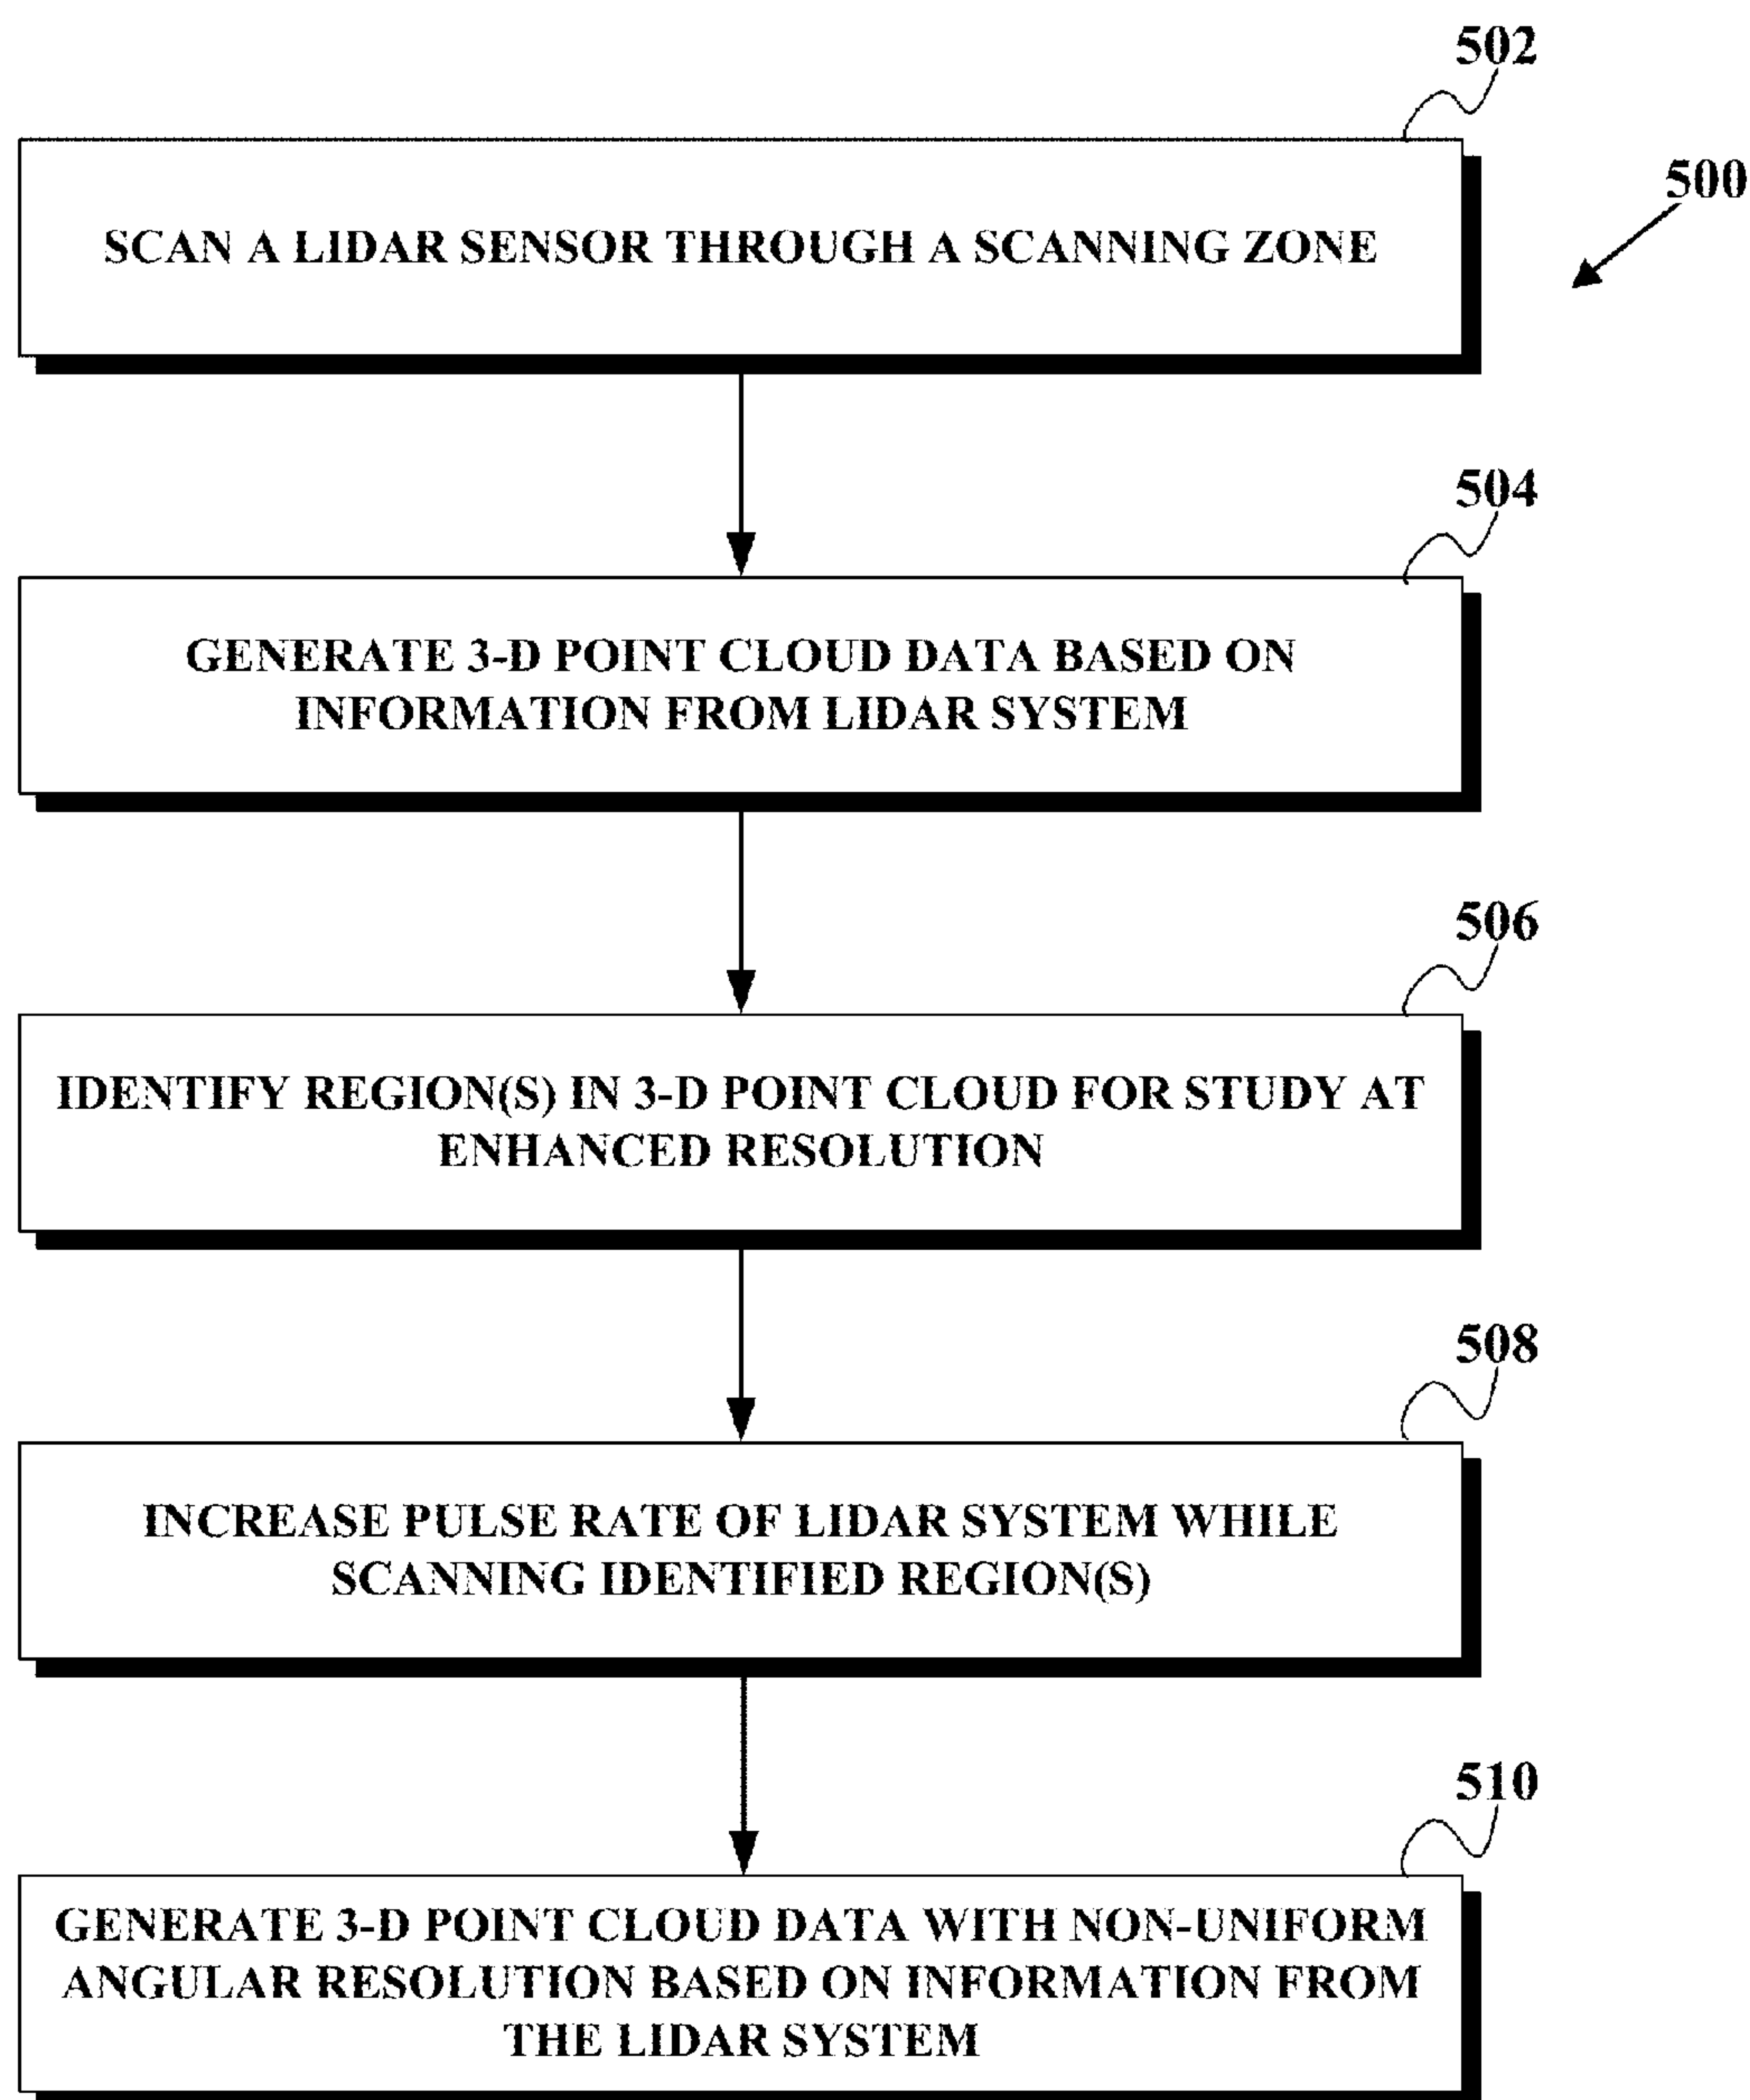 502
500
SCAN A LIDAR SENSOR THROUGH A SCANNING ZONE
504
GENERATE 3-D POINT CLOUD DATA BASED ON
INFORMATION FROM LIDAR SYSTEM
506
IDENTIFY REGION(S) IN 3-D POINT CLOUD FOR STUDY AT
ENHANCED RESOLUTION
508
INCREASE PULSE RATE OF LIDAR SYSTEM WHILE
SCANNING IDENTIFIED REGION(S)
510
GENERATE 3-D POINT CLOUD DATA WITH NON-UNIFORM
ANGULAR RESOLUTION BASED ON INFORMATION FROM
THE LIDAR SYSTEM